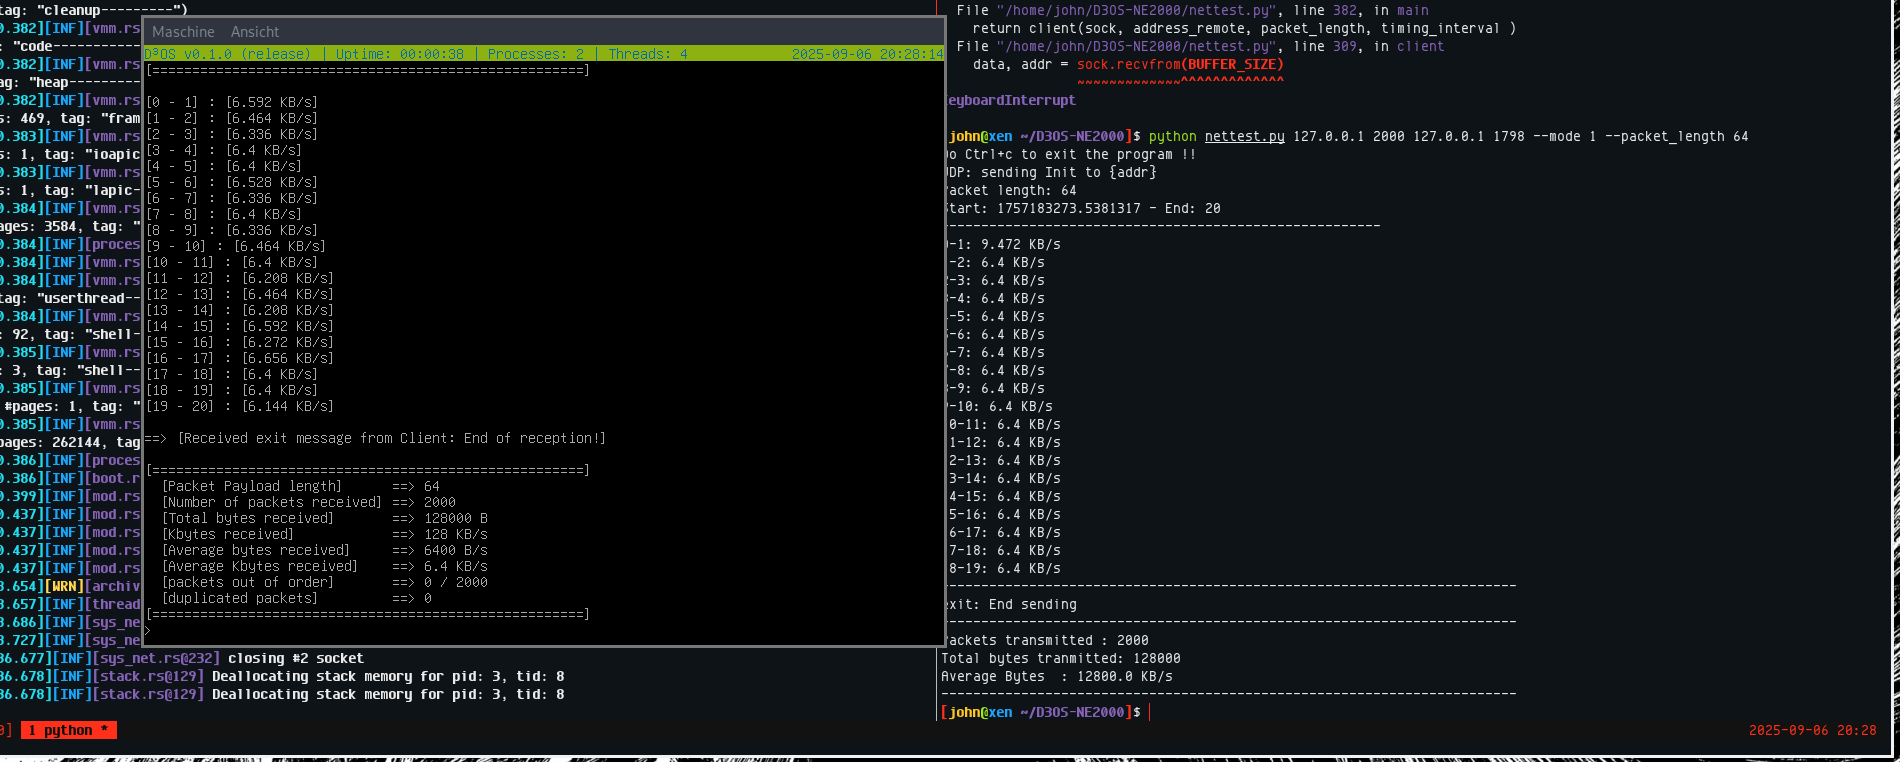 tag: "cleanup---------")
0.382][INF][vmm.rs
: "code-----------
0.382][INF][vmm.rs
ag: "heap---------
0.382][INF][vmm.rs
s: 469, tag: "fram
0.383][INF][vmm.rs
s: 1, tag: "ioapic
0.383][INF][vmm.rs
s: 1, tag: "lapic-
0.384][INF][vmm.rs
ages: 3584, tag: "
0.384][INF][proces
0.384][INF][vmm.rs
0.384][INF][vmm.rs
tag: "userthread--
0.384][INF][vmm.rs
: 92, tag: "shell-
0.385][INF][vmm.rs
: 3, tag: "shell--
0.385][INF][vmm.rs
#pages: 1, tag: "
0.385][INF][vmm.rs
pages: 262144, tag
0.386][INF][proces
0.386][INF][boot.r
0.399][INF][mod.rs
0.437][INF][mod.rs
0.437][INF][mod.rs
0.437][INF][mod.rs
0.437][INF][mod.rs
3.654][WRN][archiv
3.657][INF][thread
3.686][INF][sys_ne
3.727][INF][sys_ne
36.677][INF][sys_net.rs@232] closing #2 socket
36.678][INF][stack.rs@129] Deallocating stack memory for pid: 3, tid: 8
36.678][INF][stack.rs@129] Deallocating stack memory for pid: 3, tid: 8
Maschine Ansicht
D³OS v0.1.0 (release) | Uptime: 00:00:38 | Processes: 2 | Threads: 4 2025-09-06 20:28:14
[======================================================]
[0 - 1] : [6.592 KB/s]
[1 - 2] : [6.464 KB/s]
[2 - 3] : [6.336 KB/s]
[3 - 4] : [6.4 KB/s]
[4 - 5] : [6.4 KB/s]
[5 - 6] : [6.528 KB/s]
[6 - 7] : [6.336 KB/s]
[7 - 8] : [6.4 KB/s]
[8 - 9] : [6.336 KB/s]
[9 - 10] : [6.464 KB/s]
[10 - 11] : [6.4 KB/s]
[11 - 12] : [6.208 KB/s]
[12 - 13] : [6.464 KB/s]
[13 - 14] : [6.208 KB/s]
[14 - 15] : [6.592 KB/s]
[15 - 16] : [6.272 KB/s]
[16 - 17] : [6.656 KB/s]
[17 - 18] : [6.4 KB/s]
[18 - 19] : [6.4 KB/s]
[19 - 20] : [6.144 KB/s]
==> [Received exit message from Client: End of reception!]
[======================================================]
[Packet Payload length] ==> 64
[Number of packets received] ==> 2000
[Total bytes received] ==> 128000 B
[Kbytes received] ==> 128 KB/s
[Average bytes received] ==> 6400 B/s
[Average Kbytes received] ==> 6.4 KB/s
[packets out of order] ==> 0 / 2000
[duplicated packets] ==> 0
[======================================================]
>
File "/home/john/D3OS-NE2000/nettest.py", line 382, in main
return client(sock, address_remote, packet_length, timing_interval )
File "/home/john/D3OS-NE2000/nettest.py", line 309, in client
data, addr = sock.recvfrom(BUFFER_SIZE)
~~~~~~~~~~~~~^^^^^^^^^^^^^
eyboardInterrupt
john@xen ~/D3OS-NE2000]$ python nettest.py 127.0.0.1 2000 127.0.0.1 1798 --mode 1 --packet_length 64
o Ctrl+c to exit the program !!
DP: sending Init to {addr}
acket length: 64
tart: 1757183273.5381317 - End: 20
-------------------------------------------------------
-1: 9.472 KB/s
-2: 6.4 KB/s
-3: 6.4 KB/s
-4: 6.4 KB/s
-5: 6.4 KB/s
-6: 6.4 KB/s
-7: 6.4 KB/s
-8: 6.4 KB/s
-9: 6.4 KB/s
-10: 6.4 KB/s
0-11: 6.4 KB/s
1-12: 6.4 KB/s
2-13: 6.4 KB/s
3-14: 6.4 KB/s
4-15: 6.4 KB/s
5-16: 6.4 KB/s
6-17: 6.4 KB/s
7-18: 6.4 KB/s
8-19: 6.4 KB/s
------------------------------------------------------------------------
xit: End sending
------------------------------------------------------------------------
ackets transmitted : 2000
Total bytes tranmitted: 128000
Average Bytes : 12800.0 KB/s
------------------------------------------------------------------------
[john@xen ~/D3OS-NE2000]$
0] 1 python * 2025-09-06 20:28